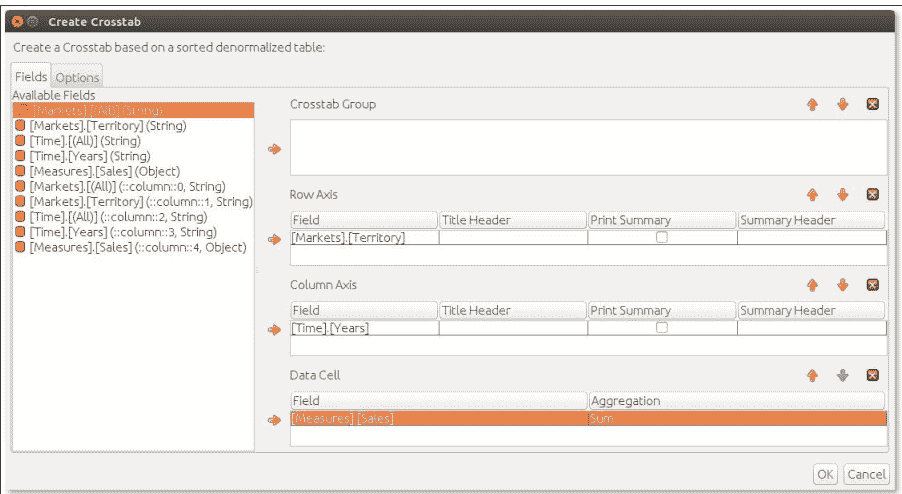 Create Crosstab
Create a Crosstab based on a sorted denormalized table:
Fields Options
Available Fields
[Markets].[(All)] (String)
[Markets].[Territory] (String)
[Time].[(All)] (String)
[Time].[Years] (String)
[Measures].[Sales] (Object)
[Markets].[(All)] (::column::0, String)
[Markets].[Territory] (::column::1, String)
[Time].[(All)] (::column::2, String)
[Time].[Years] (::column::3, String)
[Measures].[Sales] (::column::4, Object)
Crosstab Group
Row Axis
Field Title Header Print Summary Summary Header
[Markets].[Territory]
Column Axis
Field Title Header Print Summary Summary Header
[Time].[Years]
Data Cell
Field Aggregation
[Measures].[Sales] Sum
OK Cancel